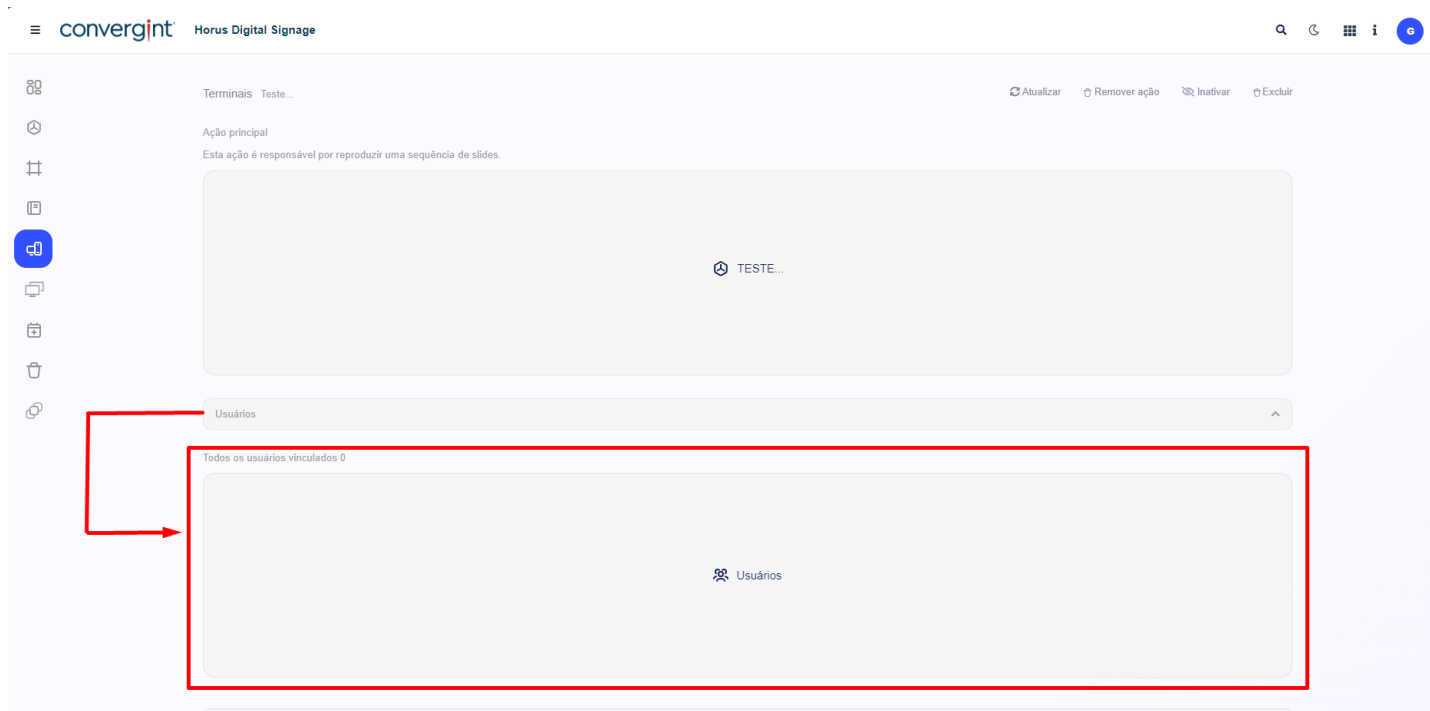 convergint Horus Digital Signage i G
Terminais Teste... Atualizar Remover ação Inativar Excluir
Ação principal
Esta ação é responsável por reproduzir uma sequência de slides.
TESTE...
Usuários
Todos os usuários vinculados 0
Usuários